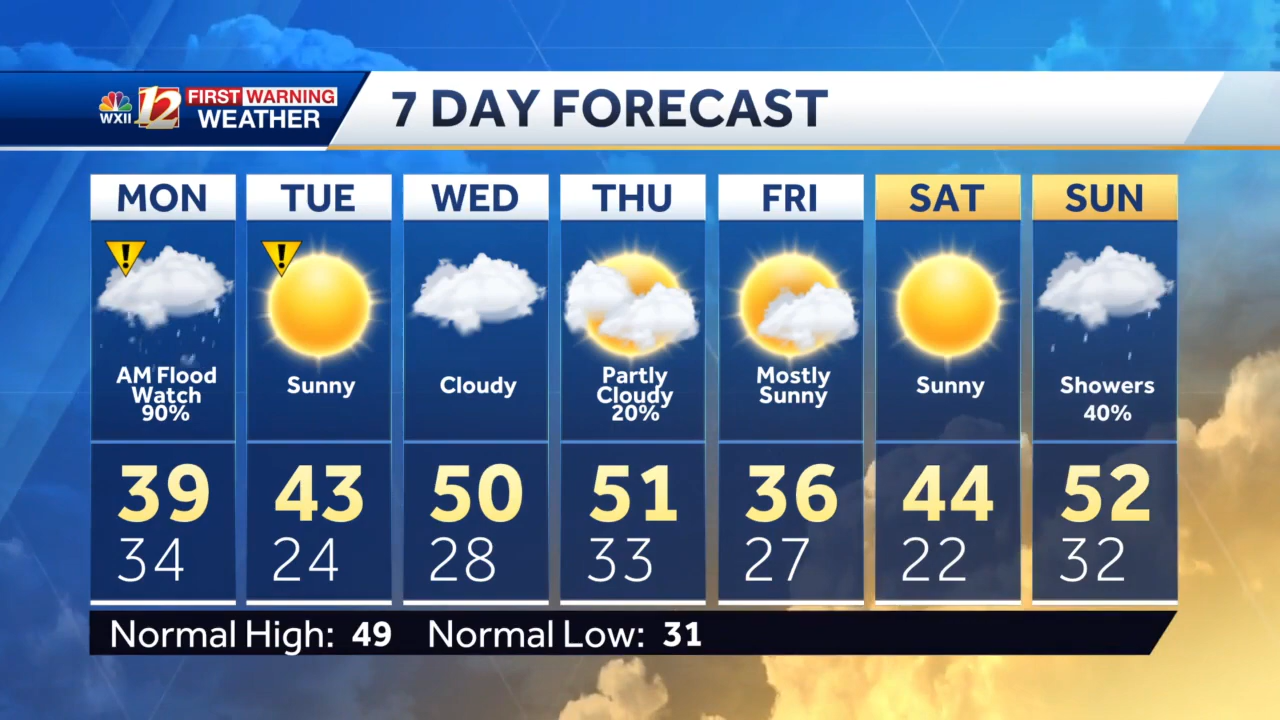 WXII 12 FIRST WARNING
WEATHER
7 DAY FORECAST
MON
TUE
WED
THU
FRI
SAT
SUN
!
AM Flood
Watch
90%
39
34
!
Sunny
43
24
Cloudy
50
28
Partly
Cloudy
20%
51
33
Mostly
Sunny
36
27
Sunny
44
22
Showers
40%
52
32
Normal High: 49 Normal Low: 31